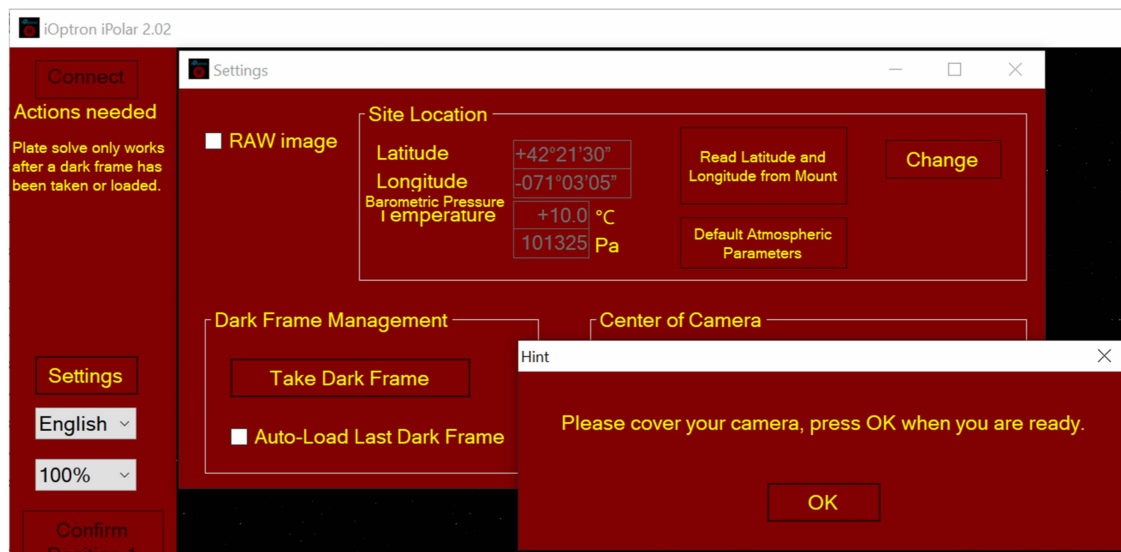 iOptron iPolar 2.02
Connect
Actions needed
Plate solve only works
after a dark frame has
been taken or loaded.
Settings
English
100%
Confirm
Position 1
Settings
RAW image
Site Location
Latitude
+42°21'30"
Longitude
-071°03'05"
Barometric Pressure
Temperature
+10.0 °C
101325 Pa
Read Latitude and
Longitude from Mount
Default Atmospheric
Parameters
Change
Dark Frame Management
Take Dark Frame
Auto-Load Last Dark Frame
Center of Camera
Hint
Please cover your camera, press OK when you are ready.
OK